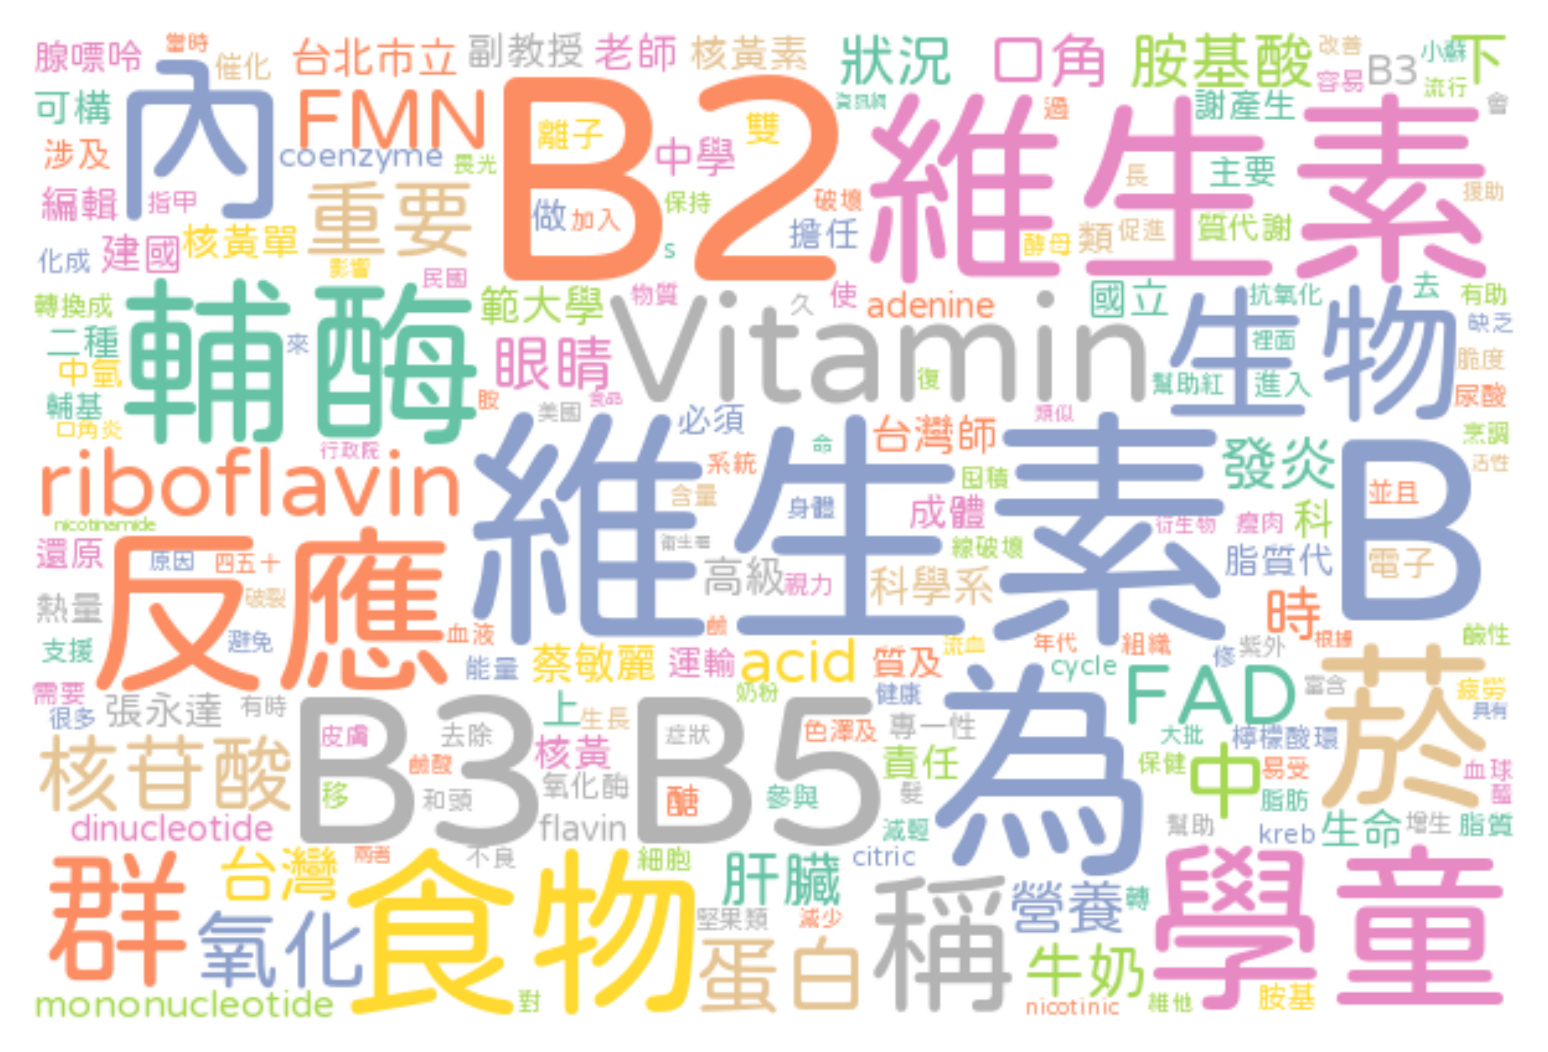 腺嘌呤 當時 催化 台北市立 副教授 老師 核黃素 狀況 口角 胺基酸 改善 容易 B3 小蘇 流行 下
可構 內 FMN B2 資訊網 維生素 過 謝產生 會
涉及 coenzyme 畏光 離子 中學 雙 長 主要
編輯 指甲 重要 做 加入 保持 破壞 擔任 酵母 類 促進 質代謝 援助
化成 建國 核黃單 影響 民國 s
轉換成 輔酶 範大學 物質 Vitamin 久 使 adenine 國立 生物 抗氧化 去 有助
二種 來 眼睛 裡面 缺乏
中氫 復 幫助紅 進入 脆度
輔基 胺 美國 食品 必須 類似 尿酸
口角炎 行政院 維生素 命 台灣師 發炎 B 烹調
riboflavin 系統 囤積 活性
nicotinamide 含量 身體 成體 衍生物 瘦肉 科 並且
還原 反應 原因 四五十 衛生署 線破壞 脂質代 電子
熱量 破裂 高級 視力 科學系 時
支援 避免 血液 鹼 流血 年代 組織 根據 鹼性
能量 蔡敏麗 運輸 acid 質及 cycle 修 紫外
需要 很多 張永達 有時 奶粉 健康 為 FAD 富含 菸 疲勞 具有
B3 皮膚 去除 上 生長 B5 症狀 色澤及 專一性 大批 檸檬酸環
核苷酸 鹼酸 核黃 責任 保健 中 易受 血球
移 和頭 氧化酶 醣 參與 髮 脂肪
dinucleotide flavin 減輕 幫助 kreb 生命 增生 脂質
群 台灣 兩者 食物 不良 細胞 肝臟 citric 學童
氧化 堅果類 減少 稱 營養 轉
蛋白 牛奶
mononucleotide 對 nicotinic 維他 胺基